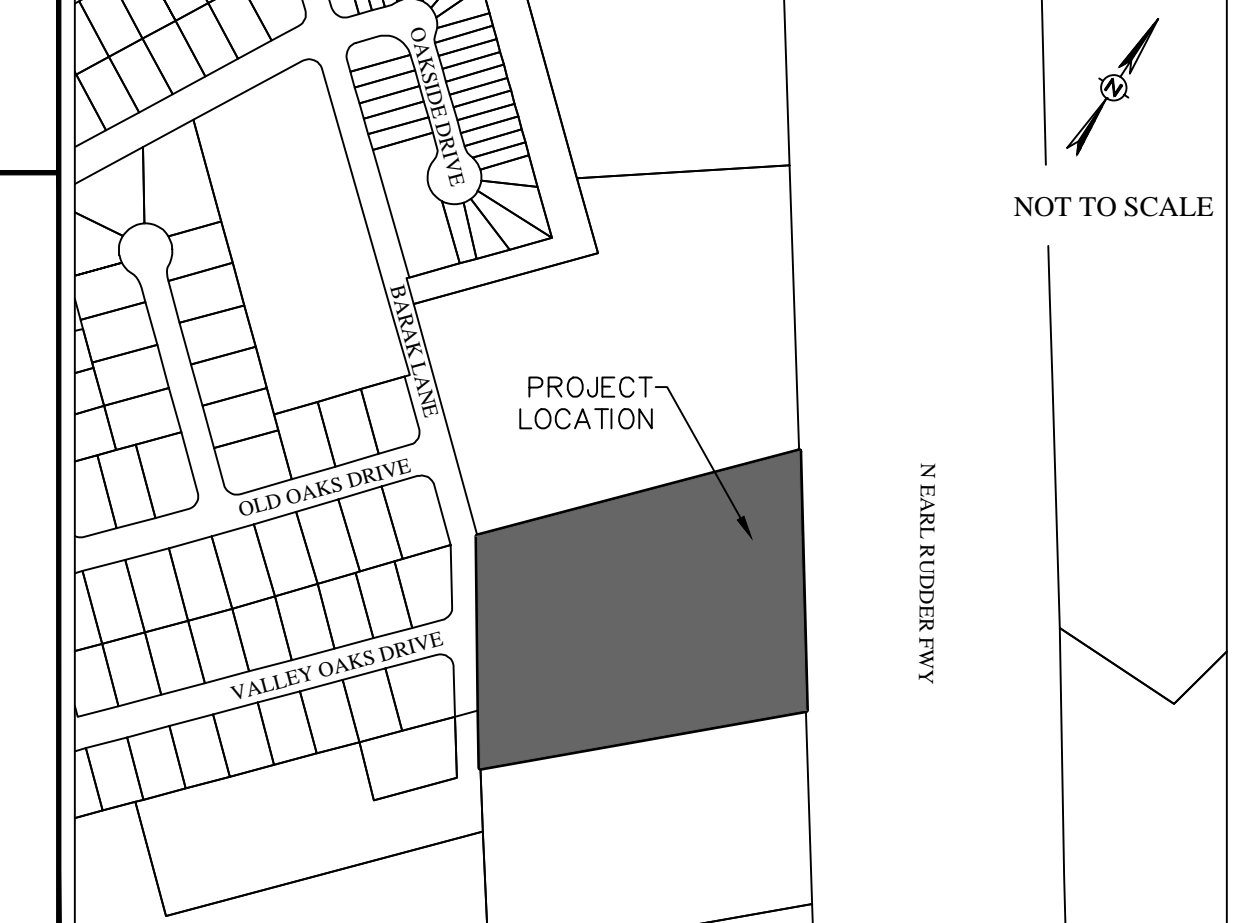 OAKSIDE DRIVE
N
NOT TO SCALE
BARAK LANE
PROJECT
LOCATION
OLD OAKS DRIVE
N EARL RUDDER FWY
VALLEY OAKS DRIVE